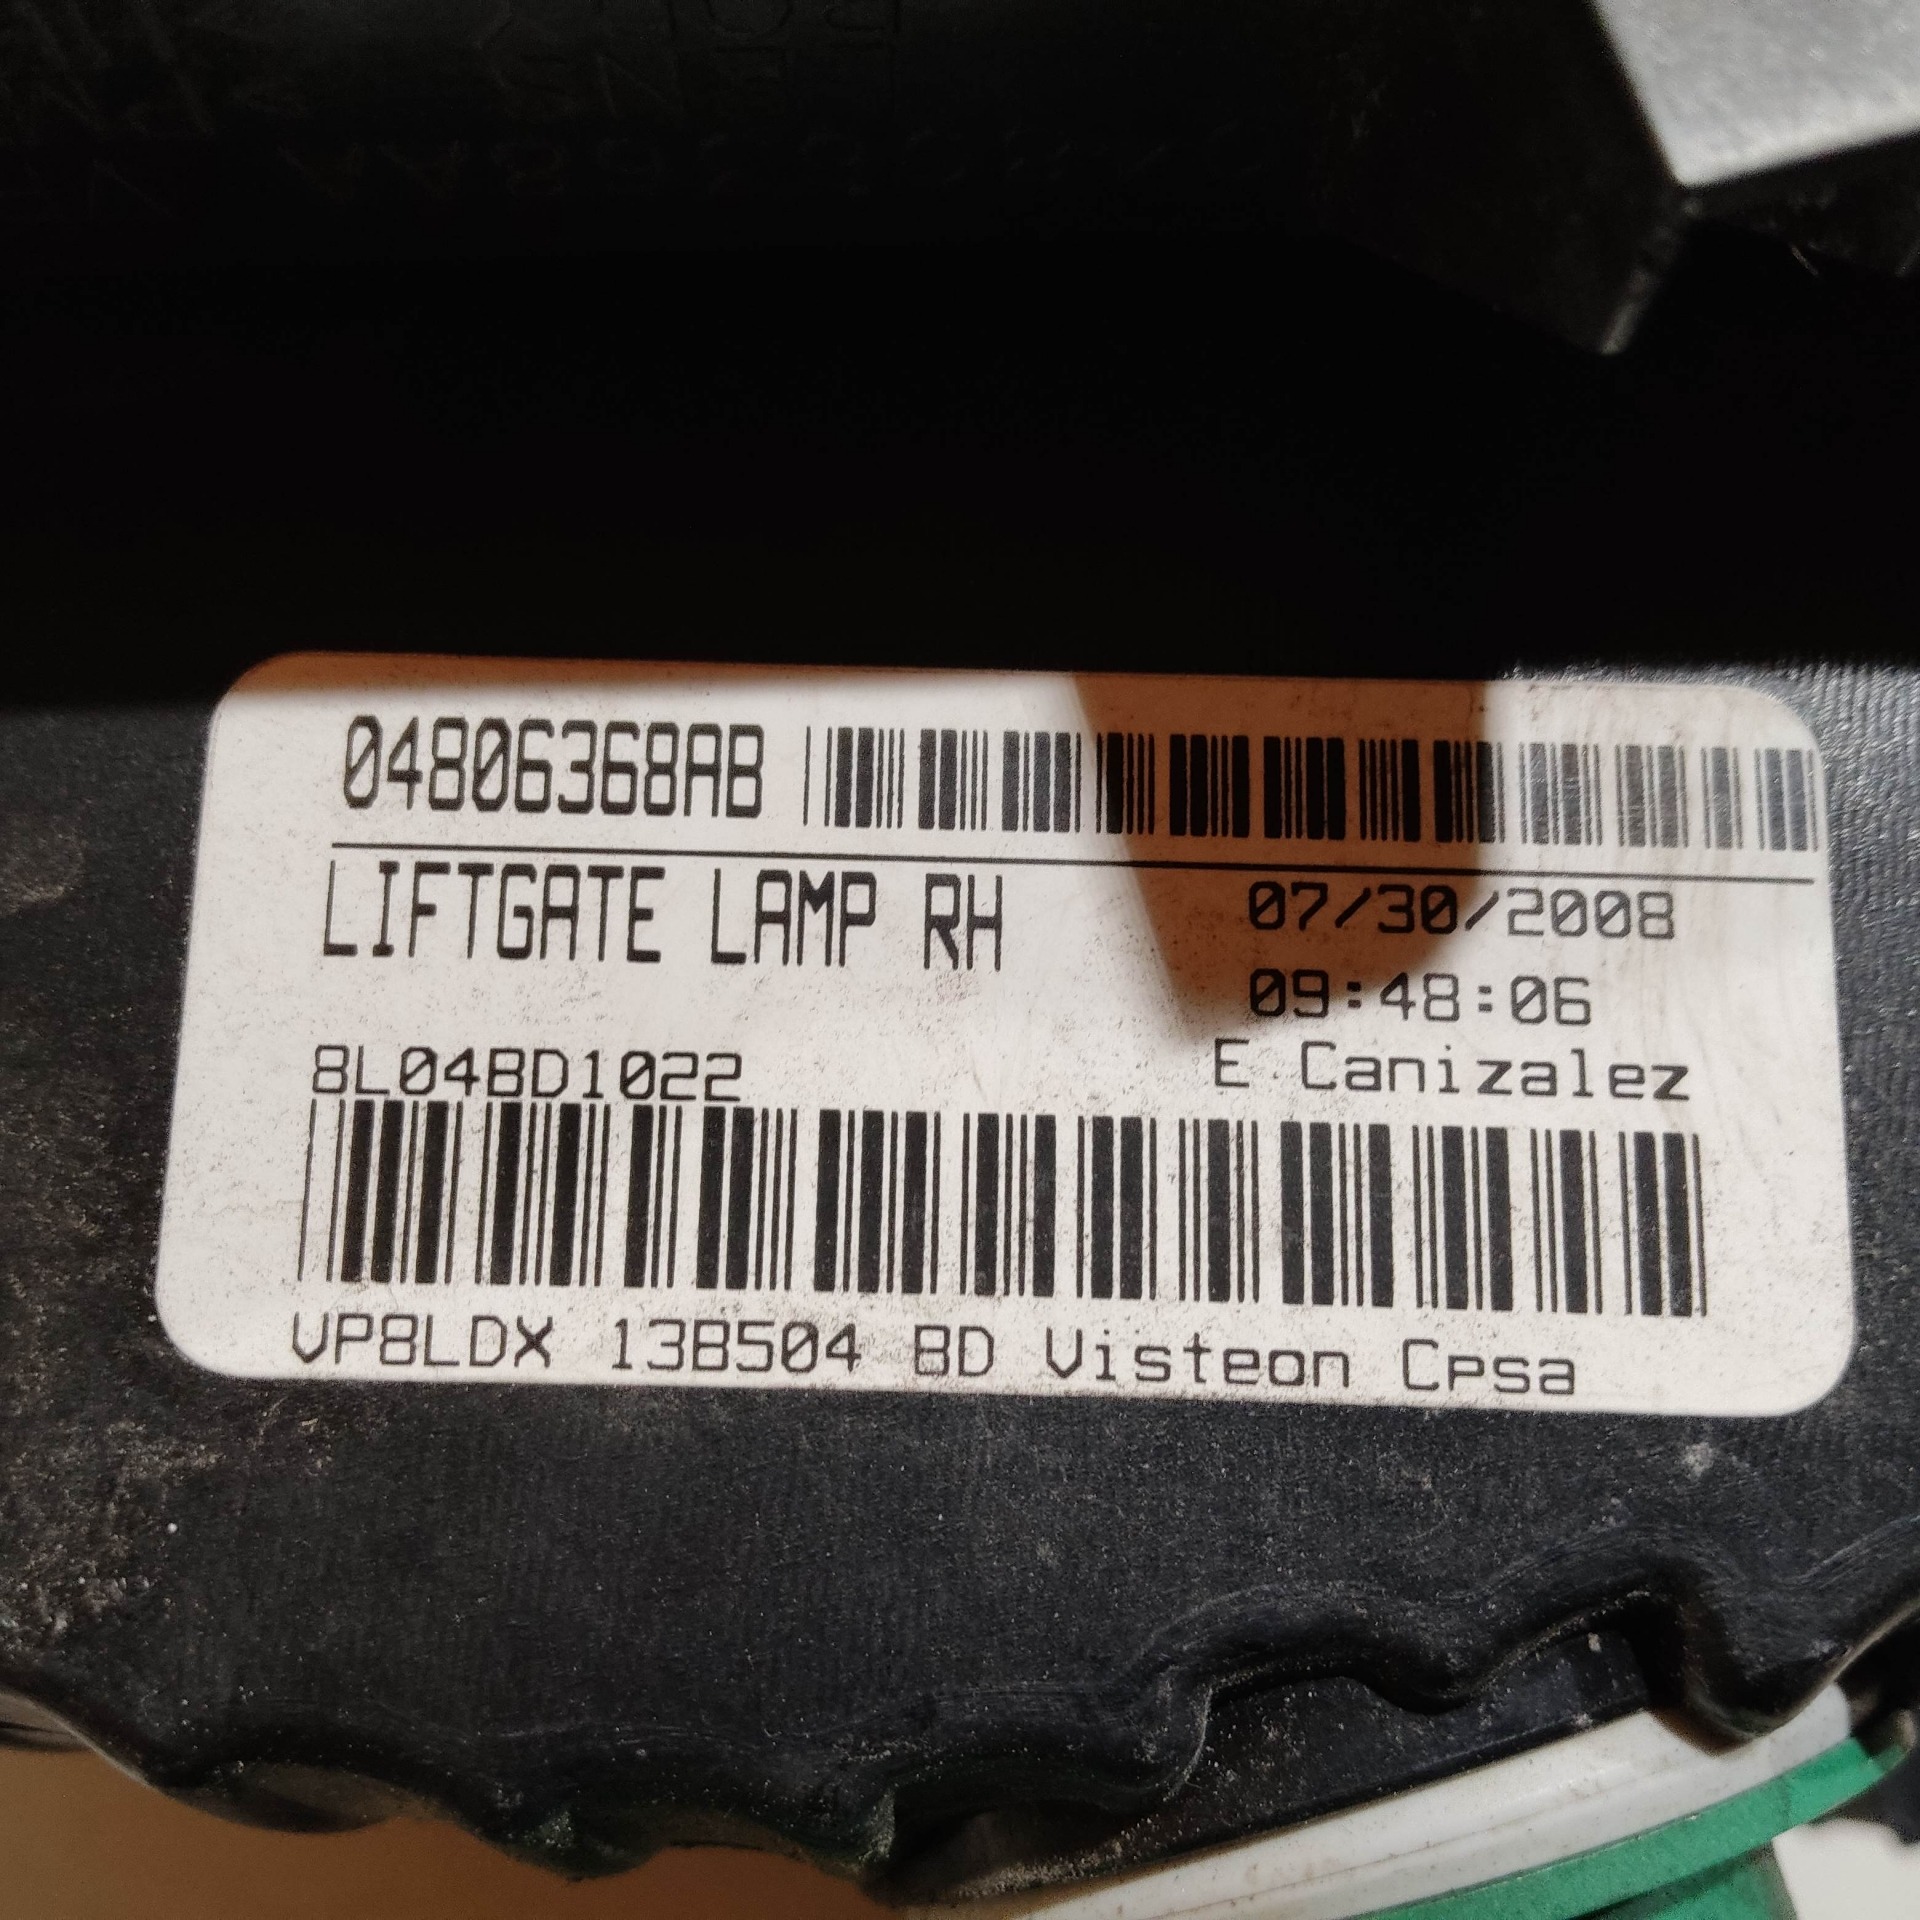 04806368AB
LIFTGATE LAMP RH
07/30/2008
09:48:06
8L04BD1022
E Canizalez
VP8LDX 13B504 BD Visteon Cpsa